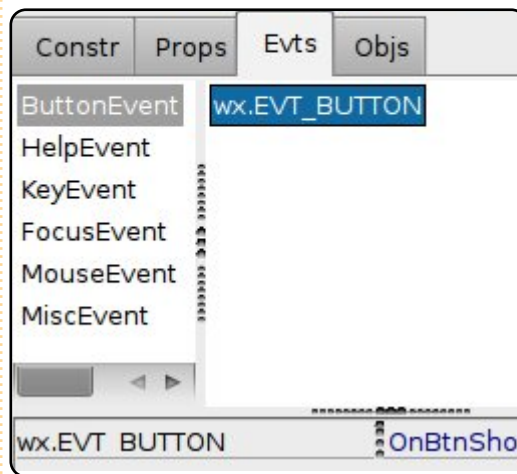 Constr Props Evts Objs
ButtonEvent wx.EVT_BUTTON
HelpEvent
KeyEvent
FocusEvent
MouseEvent
MiscEvent
wx.EVT_BUTTON OnBtnSho